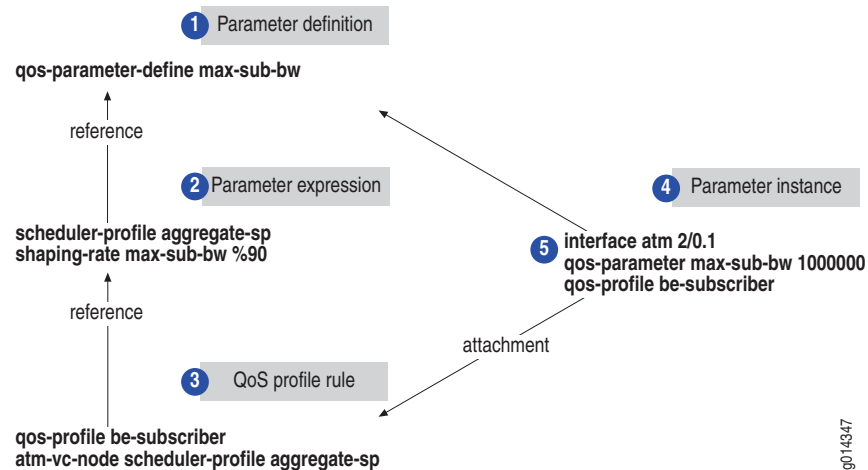 1 Parameter definition
qos-parameter-define max-sub-bw
reference
2 Parameter expression
4 Parameter instance
scheduler-profile aggregate-sp
shaping-rate max-sub-bw %90
5 interface atm 2/0.1
qos-parameter max-sub-bw 1000000
qos-profile be-subscriber
reference
attachment
3 QoS profile rule
qos-profile be-subscriber
atm-vc-node scheduler-profile aggregate-sp
g014347